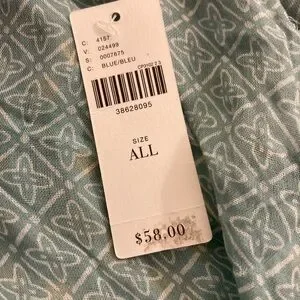 C: 4157
V: 024499
S: 0007875
C: BLUE/BLEU
38628095
SIZE
ALL
$58.00